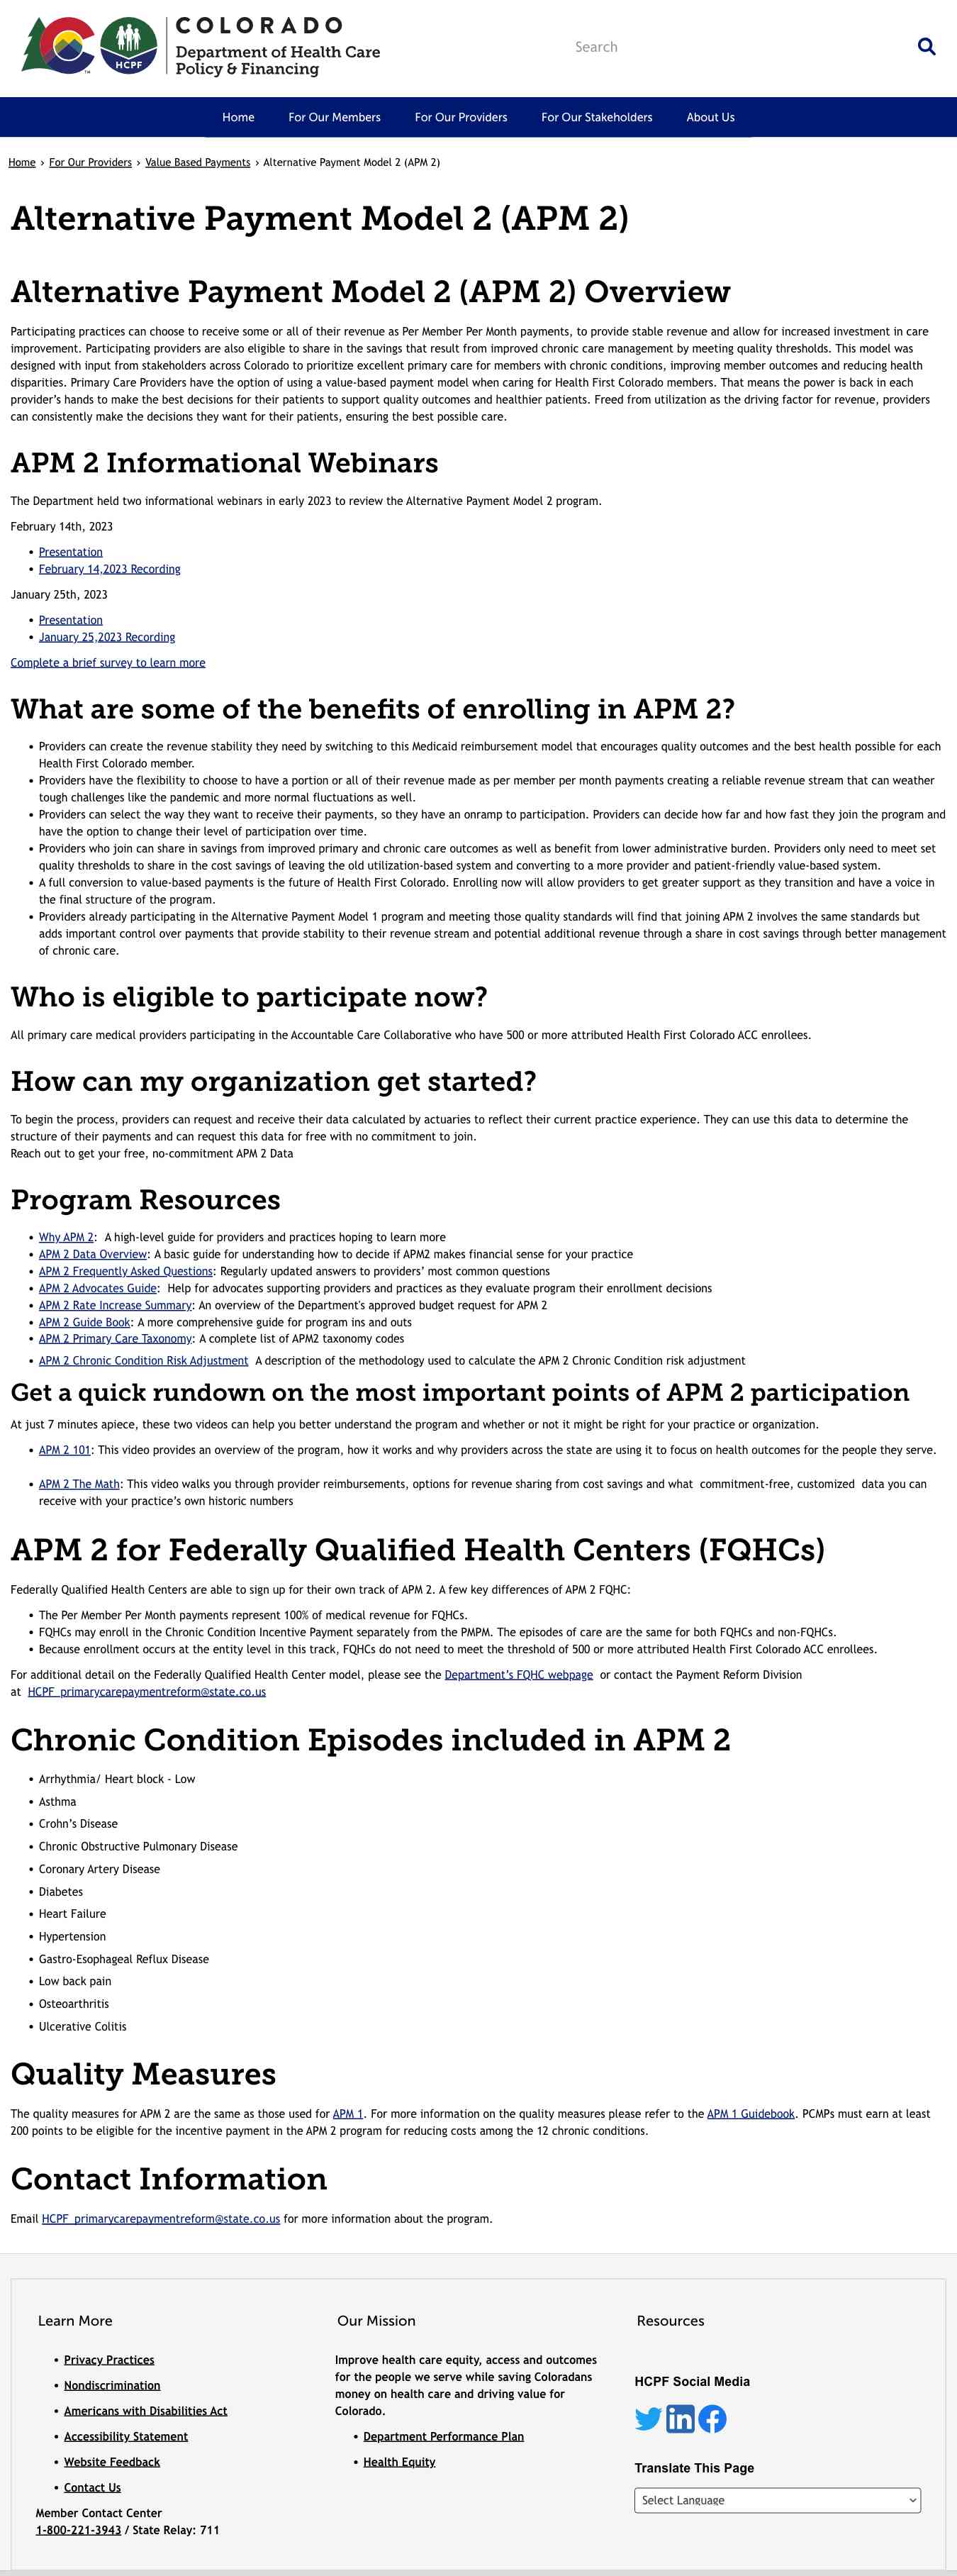 COLORADO
Department of Health Care
Policy & Financing
HCPF
TM
Search
Home For Our Members For Our Providers For Our Stakeholders About Us
Home › For Our Providers › Value Based Payments › Alternative Payment Model 2 (APM 2)
Alternative Payment Model 2 (APM 2)
Alternative Payment Model 2 (APM 2) Overview
Participating practices can choose to receive some or all of their revenue as Per Member Per Month payments, to provide stable revenue and allow for increased investment in care
improvement. Participating providers are also eligible to share in the savings that result from improved chronic care management by meeting quality thresholds. This model was
designed with input from stakeholders across Colorado to prioritize excellent primary care for members with chronic conditions, improving member outcomes and reducing health
disparities. Primary Care Providers have the option of using a value-based payment model when caring for Health First Colorado members. That means the power is back in each
provider’s hands to make the best decisions for their patients to support quality outcomes and healthier patients. Freed from utilization as the driving factor for revenue, providers
can consistently make the decisions they want for their patients, ensuring the best possible care.
APM 2 Informational Webinars
The Department held two informational webinars in early 2023 to review the Alternative Payment Model 2 program.
February 14th, 2023
• Presentation
• February 14,2023 Recording
January 25th, 2023
• Presentation
• January 25,2023 Recording
Complete a brief survey to learn more
What are some of the benefits of enrolling in APM 2?
• Providers can create the revenue stability they need by switching to this Medicaid reimbursement model that encourages quality outcomes and the best health possible for each
Health First Colorado member.
• Providers have the flexibility to choose to have a portion or all of their revenue made as per member per month payments creating a reliable revenue stream that can weather
tough challenges like the pandemic and more normal fluctuations as well.
• Providers can select the way they want to receive their payments, so they have an onramp to participation. Providers can decide how far and how fast they join the program and
have the option to change their level of participation over time.
• Providers who join can share in savings from improved primary and chronic care outcomes as well as benefit from lower administrative burden. Providers only need to meet set
quality thresholds to share in the cost savings of leaving the old utilization-based system and converting to a more provider and patient-friendly value-based system.
• A full conversion to value-based payments is the future of Health First Colorado. Enrolling now will allow providers to get greater support as they transition and have a voice in
the final structure of the program.
• Providers already participating in the Alternative Payment Model 1 program and meeting those quality standards will find that joining APM 2 involves the same standards but
adds important control over payments that provide stability to their revenue stream and potential additional revenue through a share in cost savings through better management
of chronic care.
Who is eligible to participate now?
All primary care medical providers participating in the Accountable Care Collaborative who have 500 or more attributed Health First Colorado ACC enrollees.
How can my organization get started?
To begin the process, providers can request and receive their data calculated by actuaries to reflect their current practice experience. They can use this data to determine the
structure of their payments and can request this data for free with no commitment to join.
Reach out to get your free, no-commitment APM 2 Data
Program Resources
• Why APM 2: A high-level guide for providers and practices hoping to learn more
• APM 2 Data Overview: A basic guide for understanding how to decide if APM2 makes financial sense for your practice
• APM 2 Frequently Asked Questions: Regularly updated answers to providers’ most common questions
• APM 2 Advocates Guide: Help for advocates supporting providers and practices as they evaluate program their enrollment decisions
• APM 2 Rate Increase Summary: An overview of the Department's approved budget request for APM 2
• APM 2 Guide Book: A more comprehensive guide for program ins and outs
• APM 2 Primary Care Taxonomy: A complete list of APM2 taxonomy codes
• APM 2 Chronic Condition Risk Adjustment A description of the methodology used to calculate the APM 2 Chronic Condition risk adjustment
Get a quick rundown on the most important points of APM 2 participation
At just 7 minutes apiece, these two videos can help you better understand the program and whether or not it might be right for your practice or organization.
• APM 2 101: This video provides an overview of the program, how it works and why providers across the state are using it to focus on health outcomes for the people they serve.
• APM 2 The Math: This video walks you through provider reimbursements, options for revenue sharing from cost savings and what commitment-free, customized data you can
receive with your practice’s own historic numbers
APM 2 for Federally Qualified Health Centers (FQHCs)
Federally Qualified Health Centers are able to sign up for their own track of APM 2. A few key differences of APM 2 FQHC:
• The Per Member Per Month payments represent 100% of medical revenue for FQHCs.
• FQHCs may enroll in the Chronic Condition Incentive Payment separately from the PMPM. The episodes of care are the same for both FQHCs and non-FQHCs.
• Because enrollment occurs at the entity level in this track, FQHCs do not need to meet the threshold of 500 or more attributed Health First Colorado ACC enrollees.
For additional detail on the Federally Qualified Health Center model, please see the Department’s FQHC webpage or contact the Payment Reform Division
at HCPF_primarycarepaymentreform@state.co.us
Chronic Condition Episodes included in APM 2
• Arrhythmia/ Heart block - Low
• Asthma
• Crohn’s Disease
• Chronic Obstructive Pulmonary Disease
• Coronary Artery Disease
• Diabetes
• Heart Failure
• Hypertension
• Gastro-Esophageal Reflux Disease
• Low back pain
• Osteoarthritis
• Ulcerative Colitis
Quality Measures
The quality measures for APM 2 are the same as those used for APM 1. For more information on the quality measures please refer to the APM 1 Guidebook. PCMPs must earn at least
200 points to be eligible for the incentive payment in the APM 2 program for reducing costs among the 12 chronic conditions.
Contact Information
Email HCPF_primarycarepaymentreform@state.co.us for more information about the program.
Learn More
• Privacy Practices
• Nondiscrimination
• Americans with Disabilities Act
• Accessibility Statement
• Website Feedback
• Contact Us
Member Contact Center
1-800-221-3943 / State Relay: 711
Our Mission
Improve health care equity, access and outcomes
for the people we serve while saving Coloradans
money on health care and driving value for
Colorado.
• Department Performance Plan
• Health Equity
Resources
HCPF Social Media
Translate This Page
Select Language